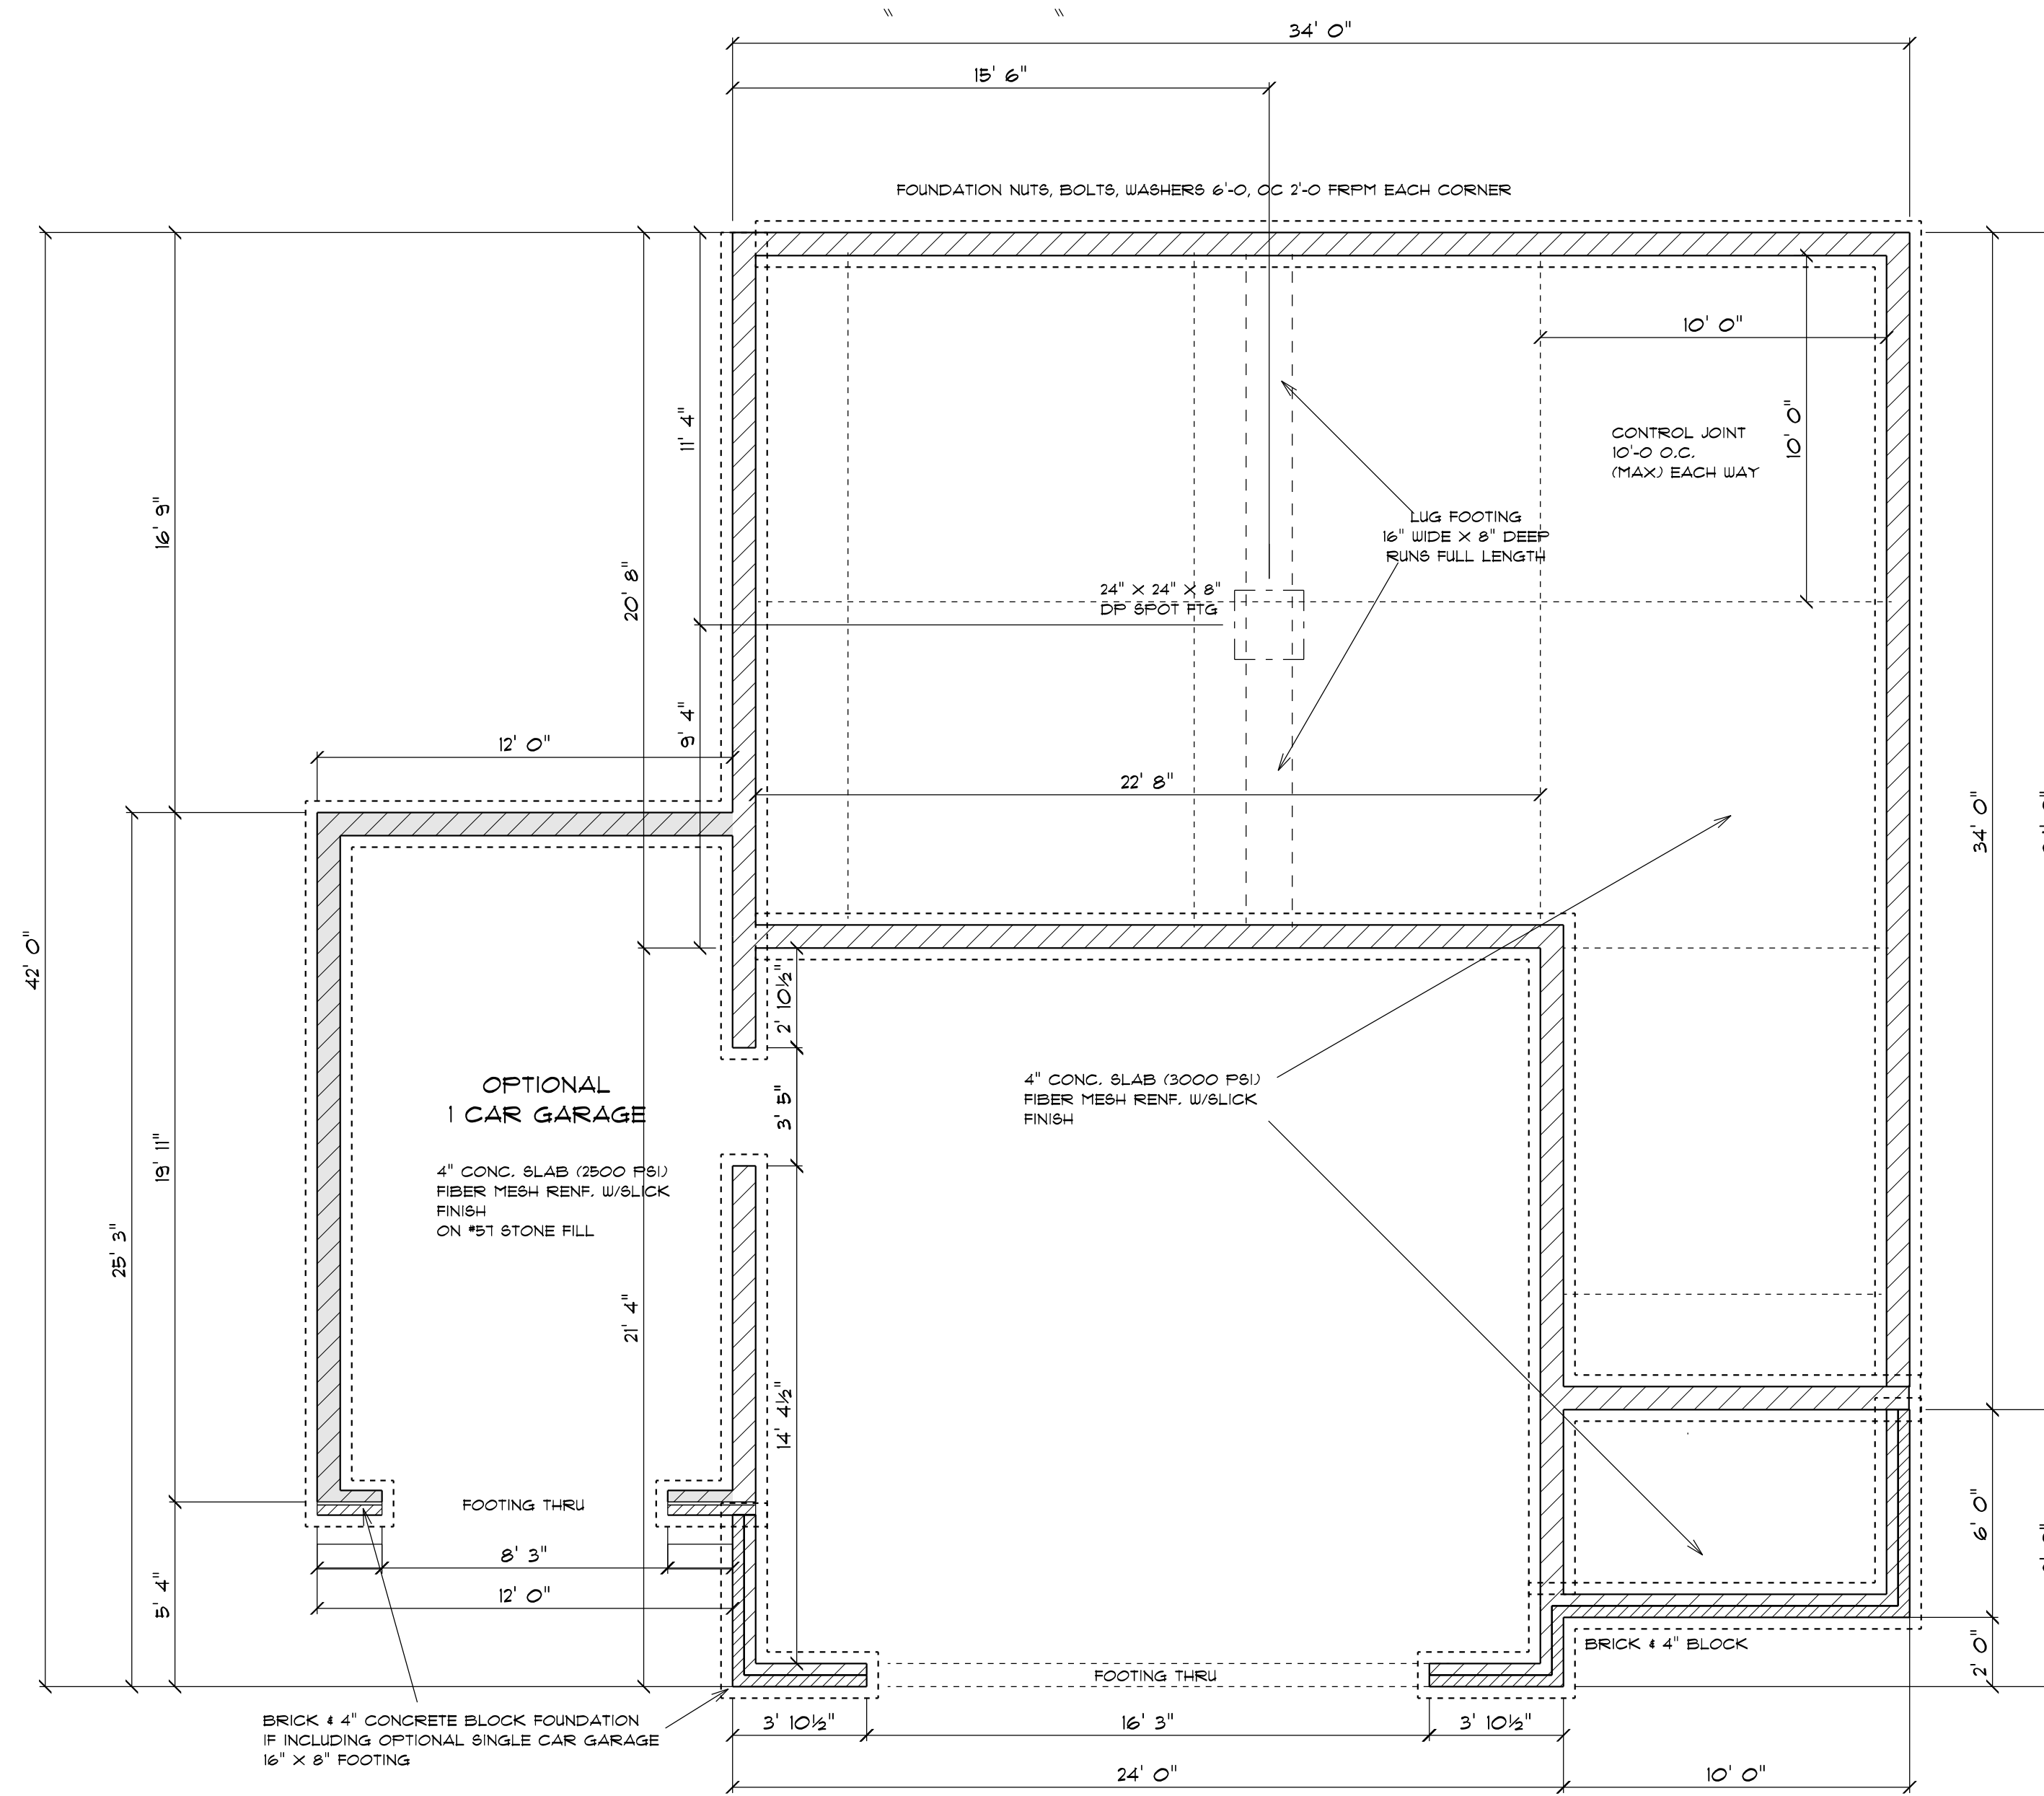 34' 0"
15' 6"
FOUNDATION NUTS, BOLTS, WASHERS 6'-0, OC 2'-0 FRPM EACH CORNER
10' 0"
10' 0"
11' 4"
CONTROL JOINT
10'-0 O.C.
(MAX) EACH WAY
16' 9"
LUG FOOTING
16" WIDE X 8" DEEP
RUNS FULL LENGTH
20' 8"
24" X 24" X 8"
DP SPOT FTG
9' 4"
12' 0"
22' 8"
34' 0"
42' 0"
2' 10½"
OPTIONAL
1 CAR GARAGE
3' 5"
4" CONC. SLAB (3000 PSI)
FIBER MESH RENF. W/SLICK
FINISH
19' 11"
4" CONC. SLAB (2500 PSI)
FIBER MESH RENF. W/SLICK
FINISH
ON #57 STONE FILL
25' 3"
21' 4"
14' 4½"
FOOTING THRU
6' 0"
8' 3"
12' 0"
5' 4"
BRICK & 4" BLOCK
2' 0"
FOOTING THRU
BRICK & 4" CONCRETE BLOCK FOUNDATION
IF INCLUDING OPTIONAL SINGLE CAR GARAGE
16" X 8" FOOTING
3' 10½"
16' 3"
3' 10½"
24' 0"
10' 0"